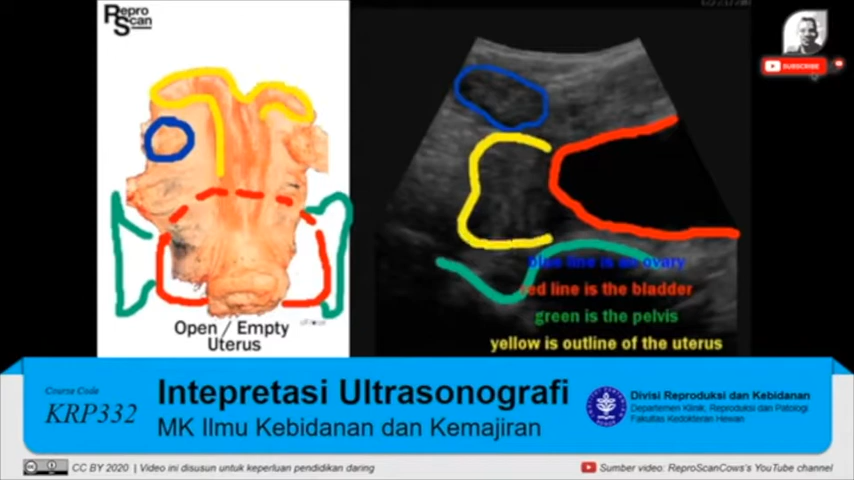 Repro
Scan
SUBSCRIBE
Open / Empty
Uterus
blue line is an ovary
red line is the bladder
green is the pelvis
yellow is outline of the uterus
Course Code
KRP332
Intepretasi Ultrasonografi
MK Ilmu Kebidanan dan Kemajiran
Divisi Reproduksi dan Kebidanan
Departemen Klinik, Reproduksi dan Patologi
Fakultas Kedokteran Hewan
CC BY 2020 | Video ini disusun untuk keperluan pendidikan daring
Sumber video: ReproScanCows's YouTube channel